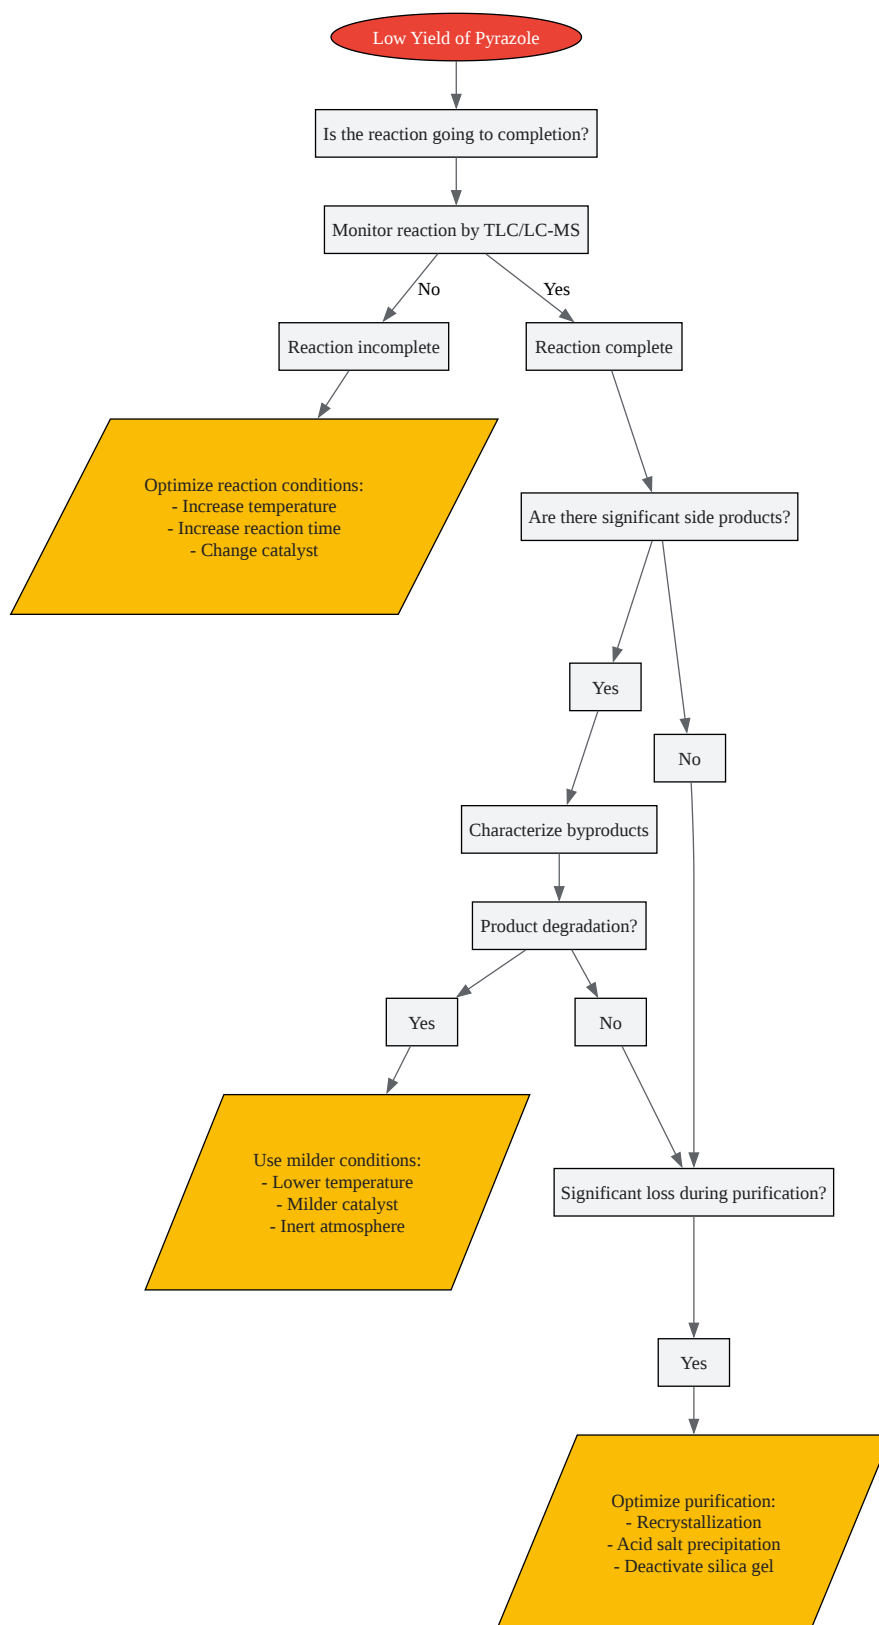 Low Yield of Pyrazole
Is the reaction going to completion?
Monitor reaction by TLC/LC-MS
No
Yes
Reaction incomplete
Reaction complete
Optimize reaction conditions:
- Increase temperature
- Increase reaction time
- Change catalyst
Are there significant side products?
Yes
No
Characterize byproducts
Product degradation?
Yes
No
Use milder conditions:
- Lower temperature
- Milder catalyst
- Inert atmosphere
Significant loss during purification?
Yes
Optimize purification:
- Recrystallization
- Acid salt precipitation
- Deactivate silica gel